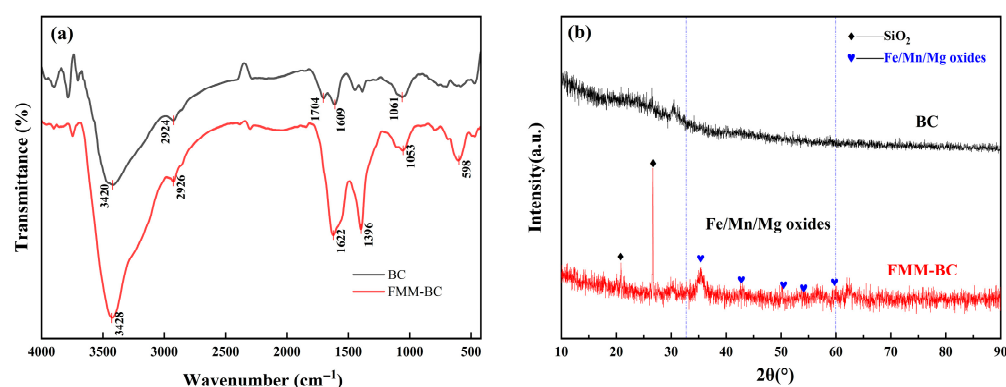 (a)
Transmittance (%)
3420
2924
1704
1609
1061
3428
2926
1622
1396
1053
598
BC
FMM-BC
4000 3500 3000 2500 2000 1500 1000 500
Wavenumber (cm⁻¹)
(b)
Intensity(a.u.)
SiO₂
Fe/Mn/Mg oxides
BC
Fe/Mn/Mg oxides
FMM-BC
10 20 30 40 50 60 70 80 90
2θ(°)